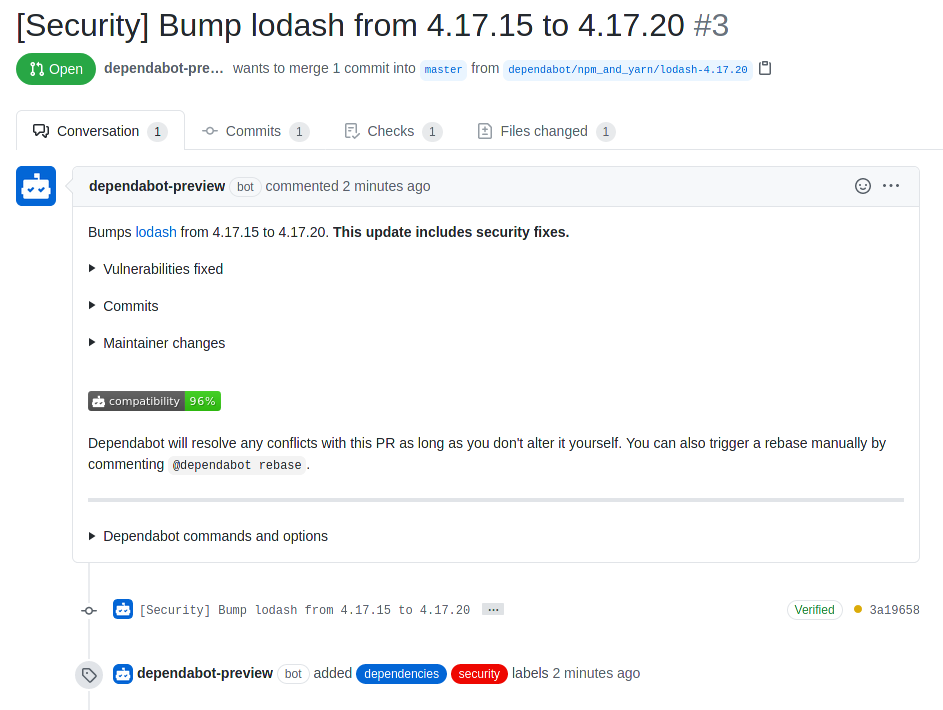 [Security] Bump lodash from 4.17.15 to 4.17.20 #3
Open dependabot-pre... wants to merge 1 commit into master from dependabot/npm_and_yarn/lodash-4.17.20
Conversation 1 Commits 1 Checks 1 Files changed 1
dependabot-preview bot commented 2 minutes ago
Bumps lodash from 4.17.15 to 4.17.20. This update includes security fixes.
Vulnerabilities fixed
Commits
Maintainer changes
compatibility 96%
Dependabot will resolve any conflicts with this PR as long as you don't alter it yourself. You can also trigger a rebase manually by
commenting @dependabot rebase .
Dependabot commands and options
[Security] Bump lodash from 4.17.15 to 4.17.20 ... Verified 3a19658
dependabot-preview bot added dependencies security labels 2 minutes ago